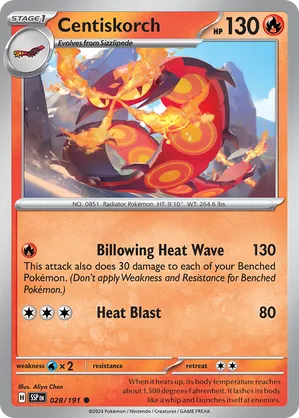 STAGE 1
Centiskorch
HP 130
Evolves from Sizzlipede
NO. 0851 Radiator Pokémon HT: 9'10" WT: 264.6 lbs.
Billowing Heat Wave 130
This attack also does 30 damage to each of your Benched
Pokémon. (Don't apply Weakness and Resistance for Benched
Pokémon.)
Heat Blast 80
weakness ×2 resistance retreat
Illus. Aliya Chen
H SSP EN 028/191
When it heats up, its body temperature reaches
about 1,500 degrees Fahrenheit. It lashes its body
like a whip and launches itself at enemies.
©2024 Pokémon / Nintendo / Creatures / GAME FREAK